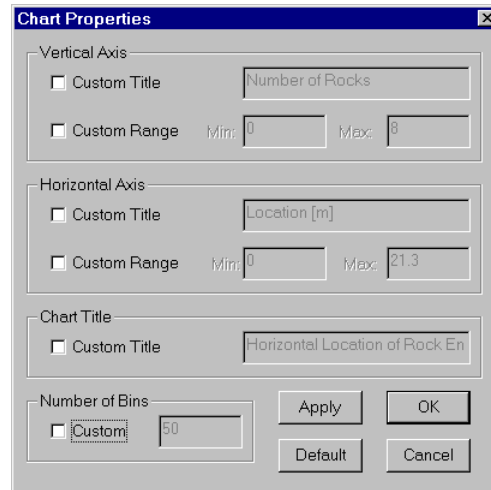 Chart Properties
Vertical Axis
Custom Title Number of Rocks
Custom Range Min: 0 Max: 8
Horizontal Axis
Custom Title Location [m]
Custom Range Min: 0 Max: 21.3
Chart Title
Custom Title Horizontal Location of Rock En
Number of Bins
Custom 50
Apply OK
Default Cancel